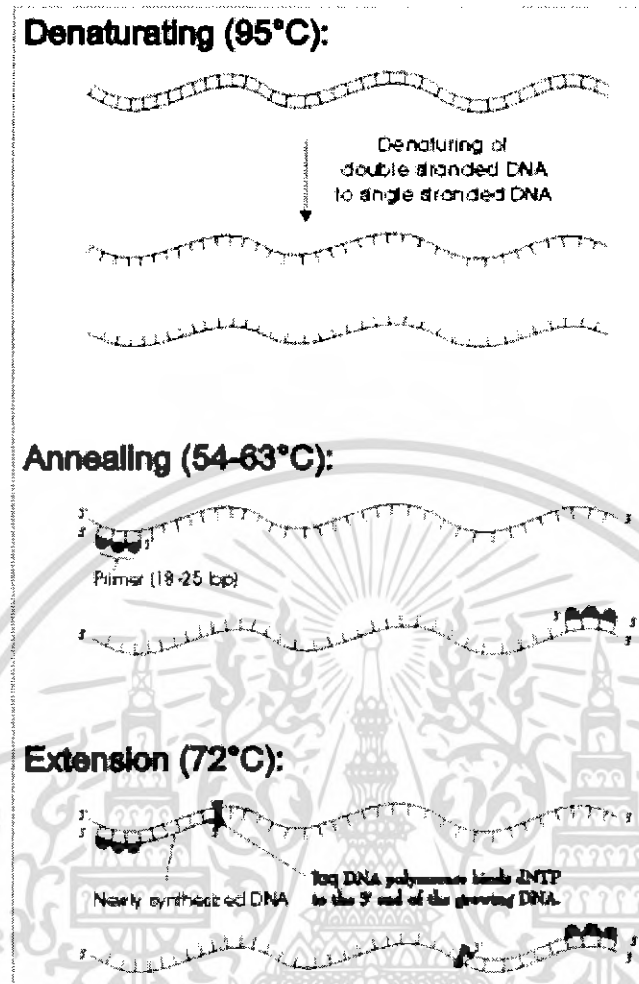 Denaturating (95°C):
Denaturing of
double stranded DNA
to single stranded DNA
Annealing (54-63°C):
Primer (18-25 bp)
Extension (72°C):
Newly synthesized DNA
Taq DNA polymerase binds dNTP
to the 3' end of the growing DNA.